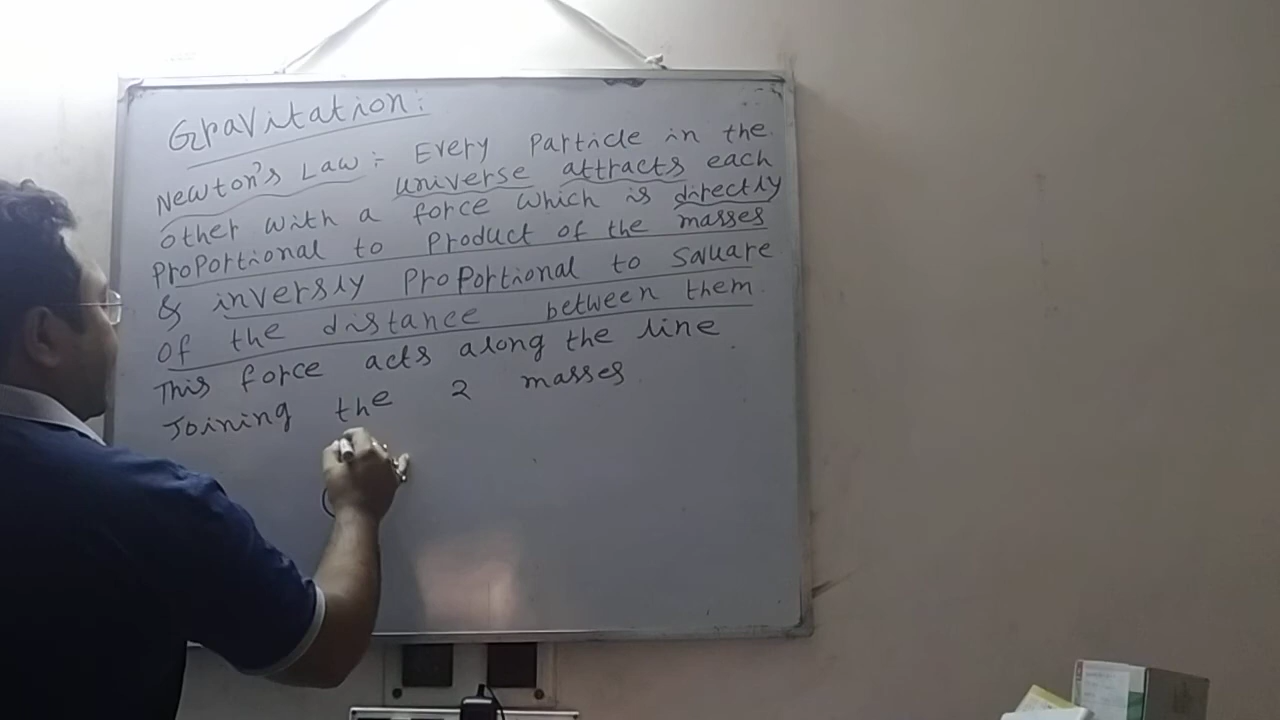 Gravitation:
Newton's Law:- Every Particle in the
universe attracts each
other with a force which is directly
Proportional to Product of the masses
& inversly Proportional to square
of the distance between them.
This force acts along the line
Joining the 2 masses